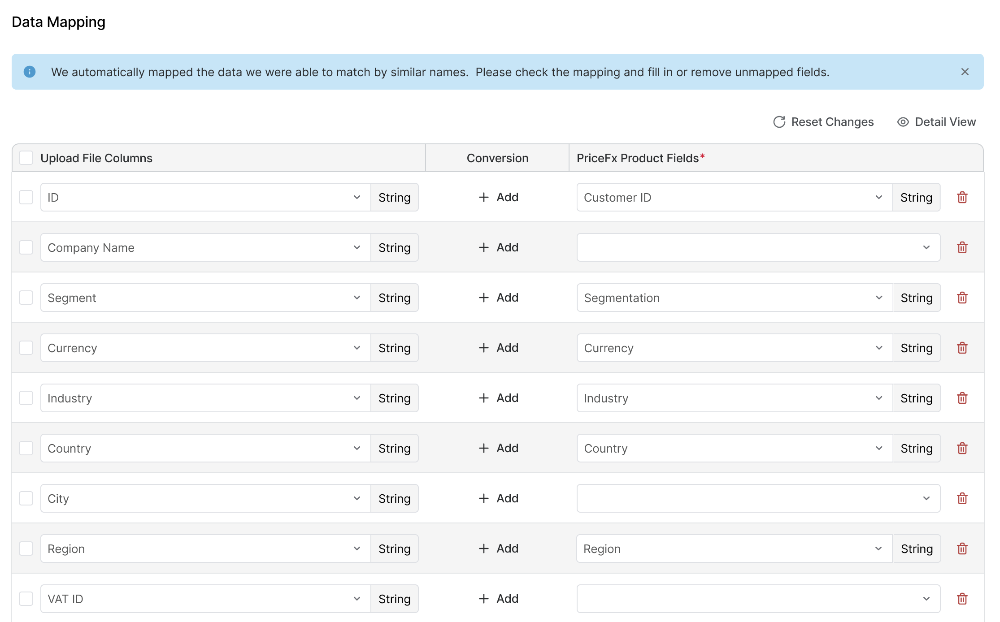 Data Mapping
We automatically mapped the data we were able to match by similar names.  Please check the mapping and fill in or remove unmapped fields.
Reset Changes Detail View
Upload File Columns Conversion PriceFx Product Fields*
ID String Add Customer ID String
Company Name String Add
Segment String Add Segmentation String
Currency String Add Currency String
Industry String Add Industry String
Country String Add Country String
City String Add
Region String Add Region String
VAT ID String Add